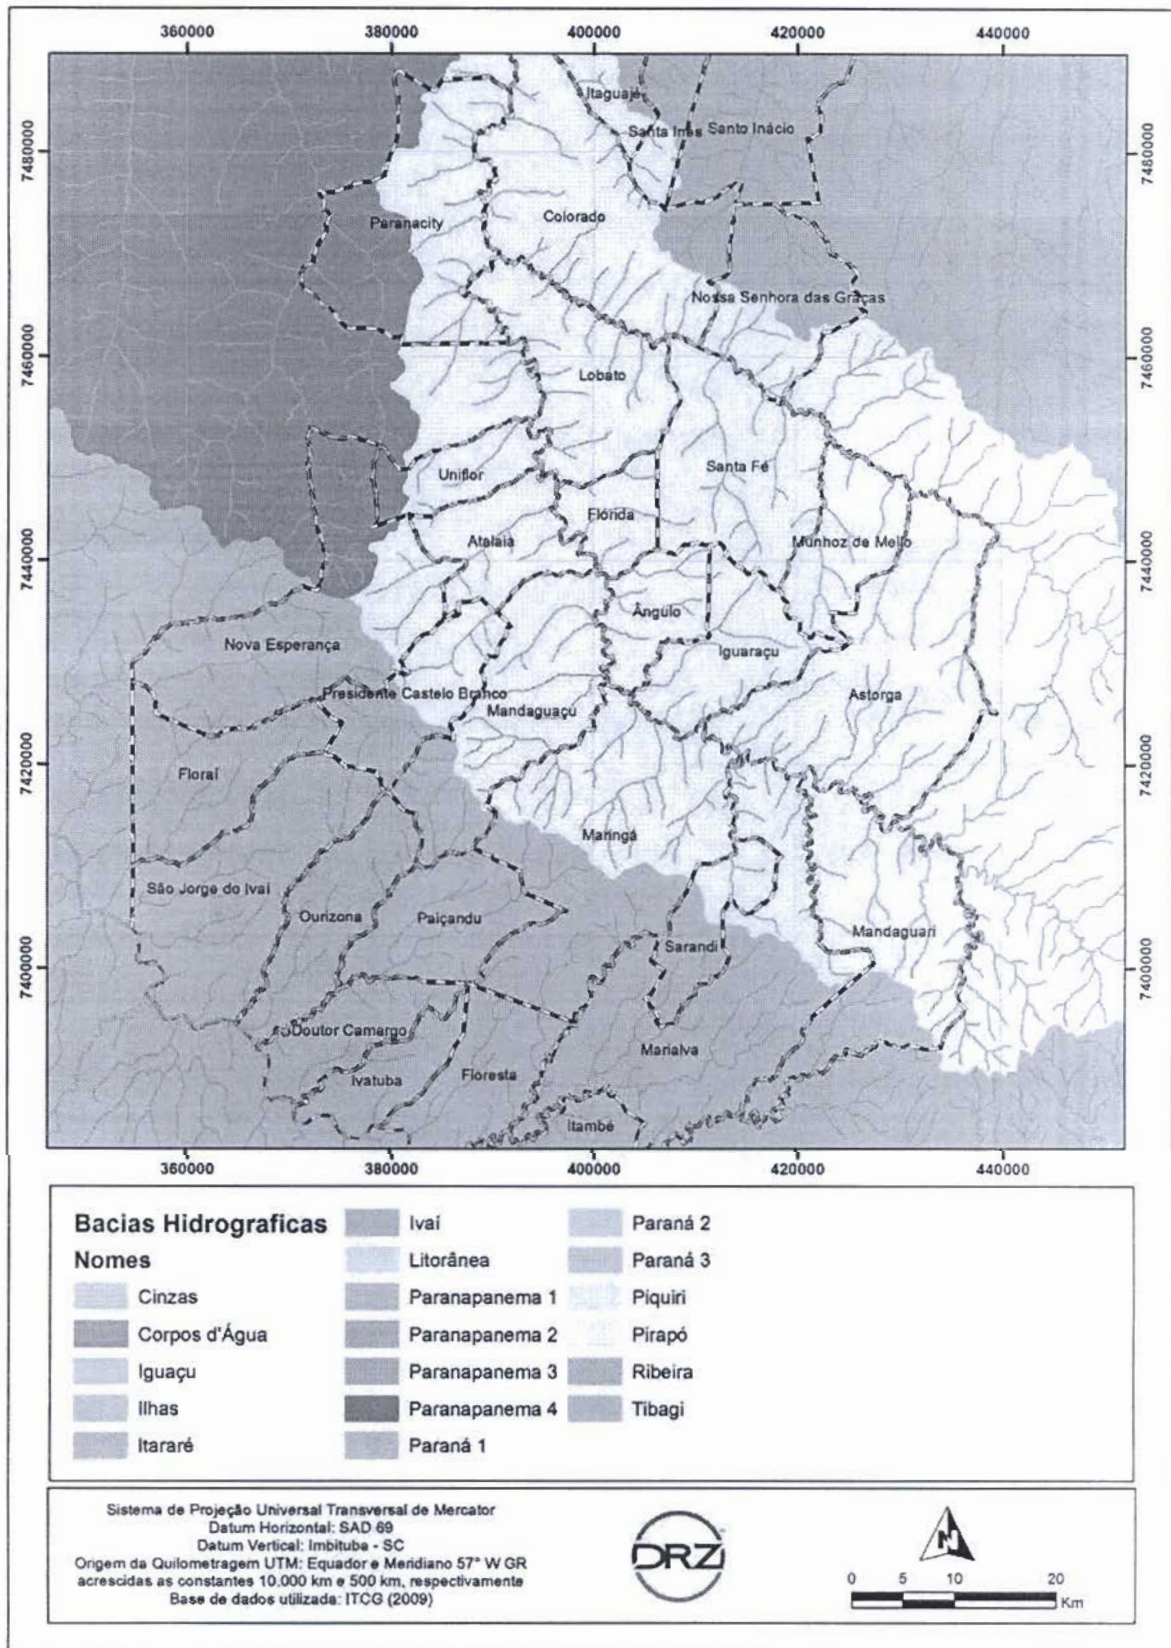 360000 380000 400000 420000 440000
7480000
7460000
7440000
7420000
7400000
7480000
7460000
7440000
7420000
7400000
Itaguajé
Santa Inês
Santo Inácio
Paranacity
Colorado
Nossa Senhora das Graças
Lobato
Uniflor
Santa Fé
Flórida
Atalaia
Munhoz de Mello
Ângulo
Nova Esperança
Iguaraçu
Presidente Castelo Branco
Mandaguaçu
Astorga
Floraí
Maringá
São Jorge do Ivaí
Ourizona
Paiçandu
Sarandi
Mandaguari
Doutor Camargo
Marialva
Ivatuba
Floresta
Itambé
360000 380000 400000 420000 440000
Bacias Hidrograficas
Nomes
Cinzas
Corpos d'Água
Iguaçu
Ilhas
Itararé
Ivaí
Litorânea
Paranapanema 1
Paranapanema 2
Paranapanema 3
Paranapanema 4
Paraná 1
Paraná 2
Paraná 3
Piquiri
Pirapó
Ribeira
Tibagi
Sistema de Projeção Universal Transversal de Mercator
Datum Horizontal: SAD 69
Datum Vertical: Imbituba - SC
Origem da Quilometragem UTM: Equador e Meridiano 57° W GR
acrescidas as constantes 10.000 km e 500 km, respectivamente
Base de dados utilizada: ITCG (2009)
DRZ
N
0 5 10 20
Km